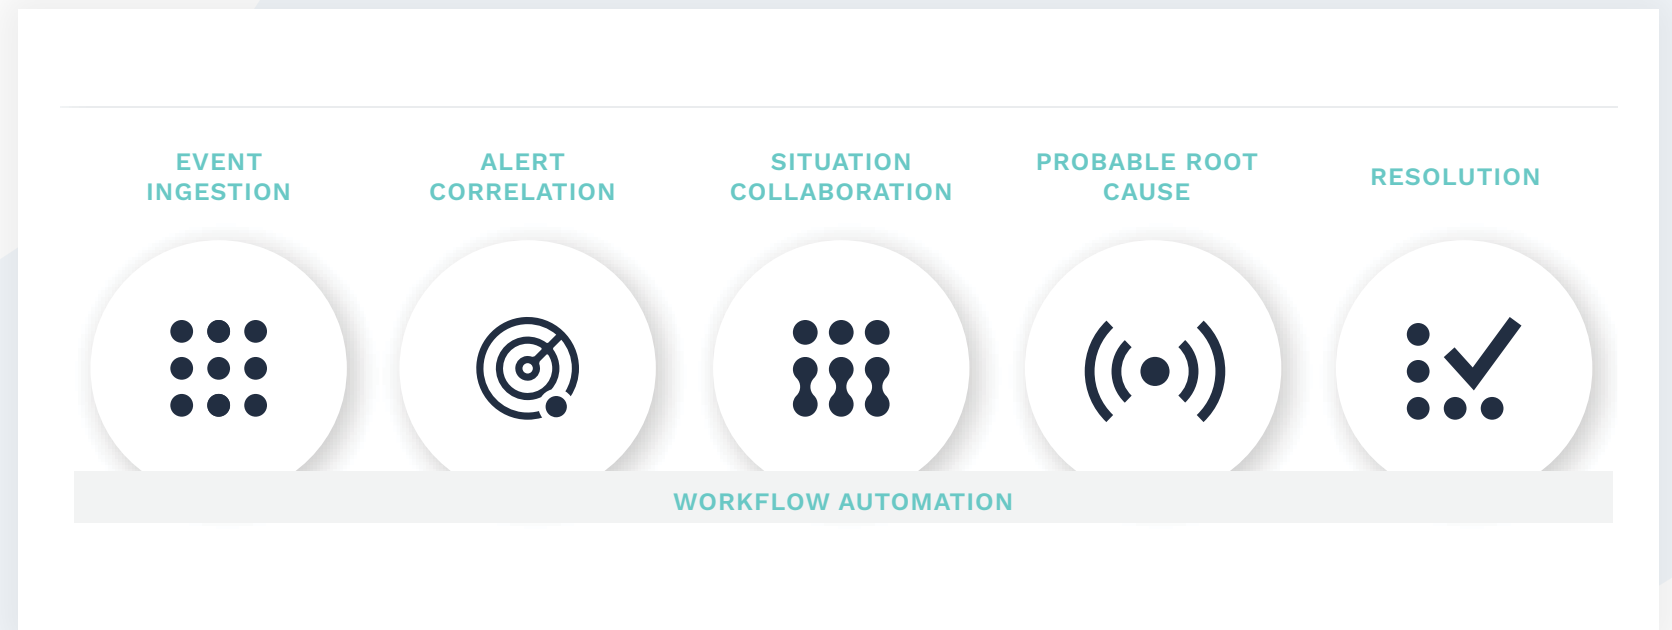 EVENT
INGESTION
ALERT
CORRELATION
SITUATION
COLLABORATION
PROBABLE ROOT
CAUSE
RESOLUTION
WORKFLOW AUTOMATION